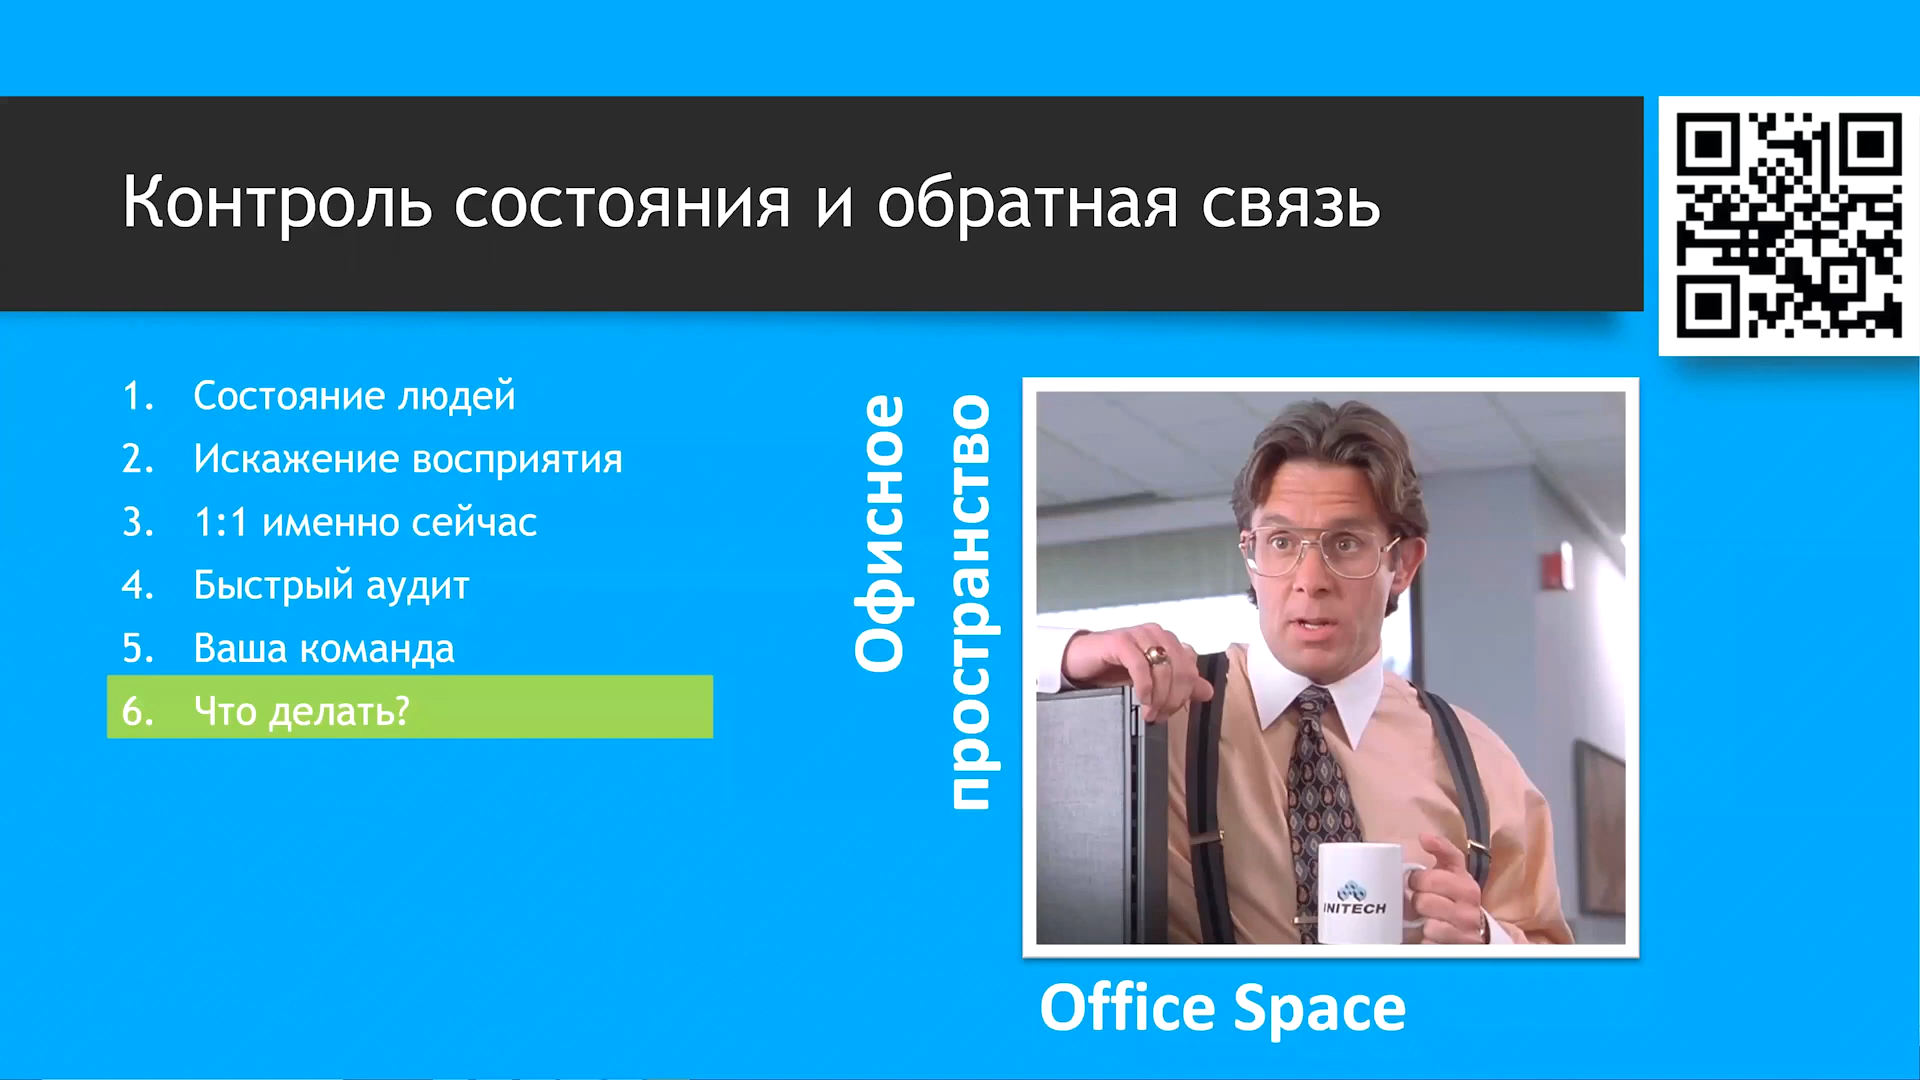 Контроль состояния и обратная связь
1. Состояние людей
2. Искажение восприятия
3. 1:1 именно сейчас
4. Быстрый аудит
5. Ваша команда
6. Что делать?
Офисное
пространство
INITECH
Office Space